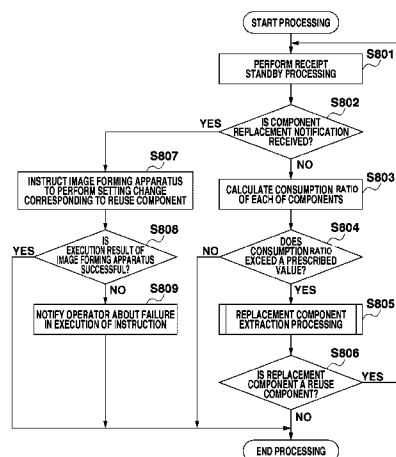 START PROCESSING
S801
PERFORM RECEIPT
STANDBY PROCESSING
S802
IS COMPONENT
REPLACEMENT NOTIFICATION
RECEIVED?
YES
NO
S807
INSTRUCT IMAGE FORMING APPARATUS
TO PERFORM SETTING CHANGE
CORRESPONDING TO REUSE COMPONENT
S803
CALCULATE CONSUMPTION RATIO
OF EACH OF COMPONENTS
S808
IS
EXECUTION RESULT OF
IMAGE FORMING APPARATUS
SUCCESSFUL?
YES
NO
S804
DOES
CONSUMPTION RATIO
EXCEED A PRESCRIBED
VALUE?
NO
YES
S809
NOTIFY OPERATOR ABOUT FAILURE
IN EXECUTION OF INSTRUCTION
S805
REPLACEMENT COMPONENT
EXTRACTION PROCESSING
S806
IS REPLACEMENT
COMPONENT A REUSE
COMPONENT?
YES
NO
END PROCESSING